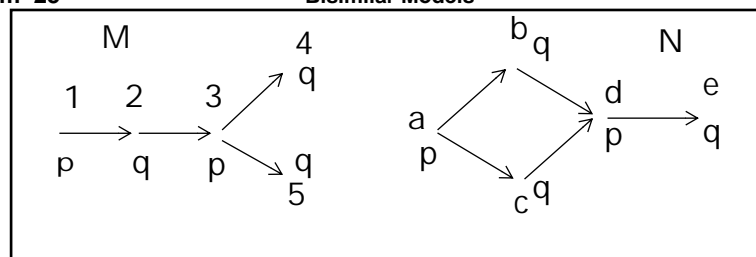 Bisimilar Models
M 4 b q N
q
1 2 3 d e
a
p q p q p p q
5 c q